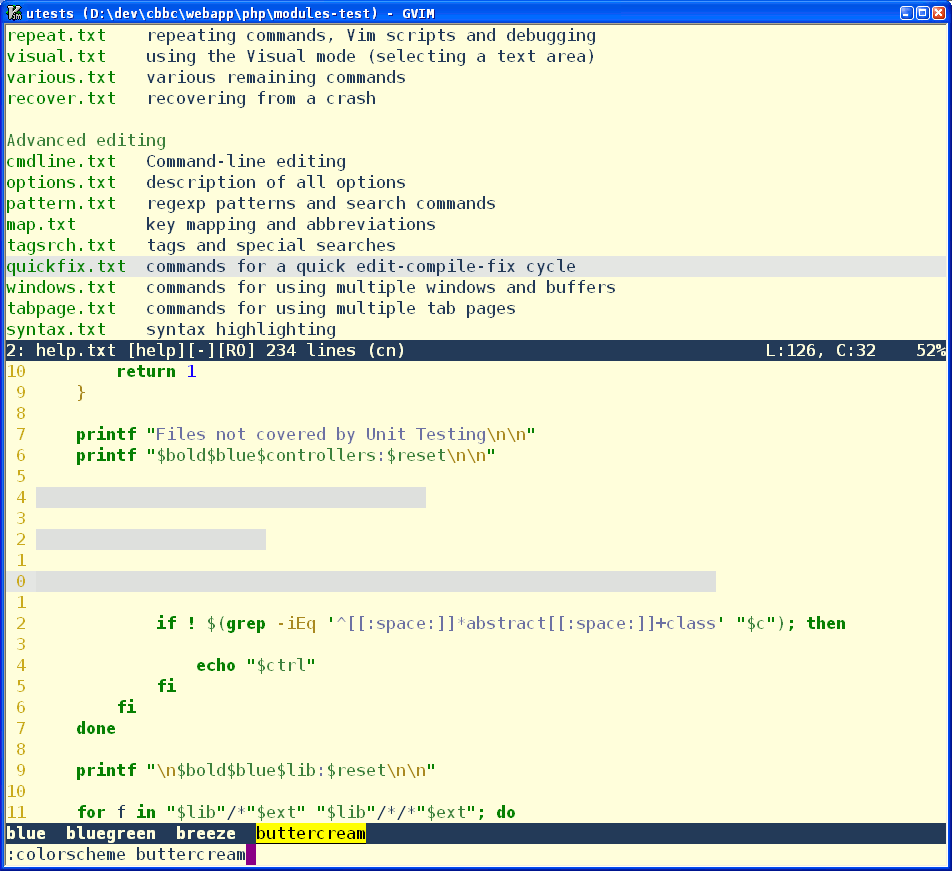 utests (D:\dev\cbbc\webapp\php\modules-test) - GVIM
repeat.txt    repeating commands, Vim scripts and debugging
visual.txt    using the Visual mode (selecting a text area)
various.txt   various remaining commands
recover.txt   recovering from a crash
Advanced editing
cmdline.txt   Command-line editing
options.txt   description of all options
pattern.txt   regexp patterns and search commands
map.txt       key mapping and abbreviations
tagsrch.txt   tags and special searches
quickfix.txt  commands for a quick edit-compile-fix cycle
windows.txt   commands for using multiple windows and buffers
tabpage.txt   commands for using multiple tab pages
syntax.txt    syntax highlighting
2: help.txt [help][-][RO] 234 lines (cn)                                    L:126, C:32    52%
10         return 1
 9     }
 8
 7     printf "Files not covered by Unit Testing\n\n"
 6     printf "$bold$blue$controllers:$reset\n\n"
 5
 4
 3
 2
 1
 0
 1
 2             if ! $(grep -iEq '^[[:space:]]*abstract[[:space:]]+class' "$c"); then
 3
 4                 echo "$ctrl"
 5             fi
 6         fi
 7     done
 8
 9     printf "\n$bold$blue$lib:$reset\n\n"
10
11     for f in "$lib"/*"$ext" "$lib"/*/*"$ext"; do
blue  bluegreen  breeze  buttercream
:colorscheme buttercream